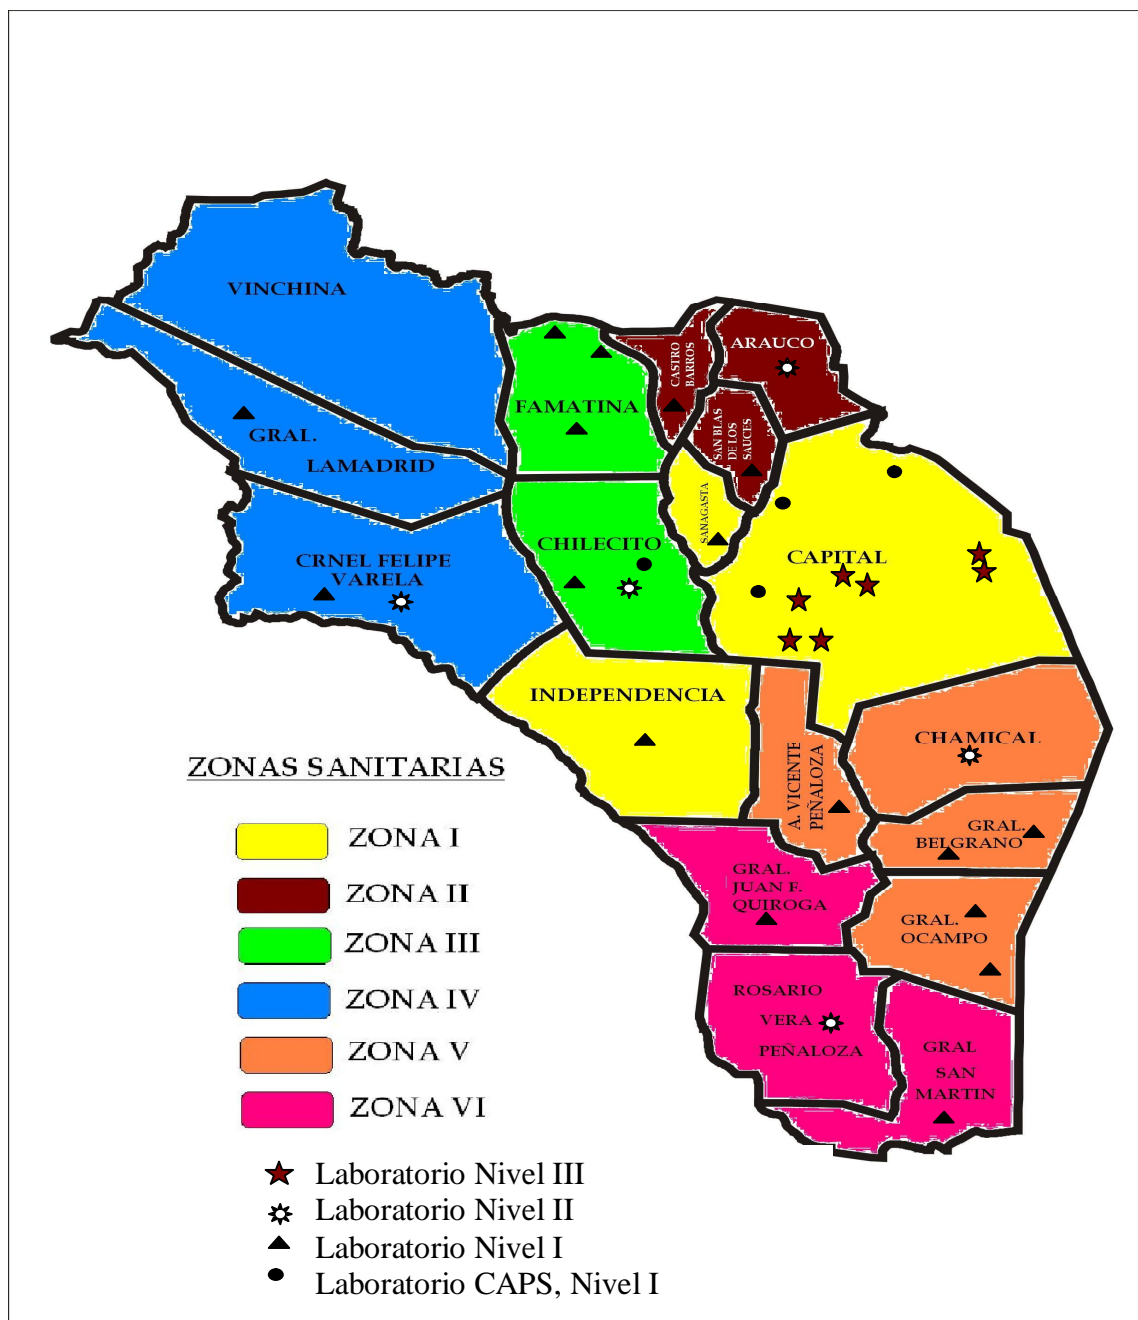 VINCHINA
ARAUCO
CASTRO
BARROS
FAMATINA
SAN BLAS
DE LOS
SAUCES
GRAL.
LAMADRID
SANAGASTA
CHILECITO
CAPITAL
CRNEL FELIPE
VARELA
INDEPENDENCIA
CHAMICAL
A. VICENTE
PEÑALOZA
ZONAS SANITARIAS
GRAL.
BELGRANO
ZONA I
GRAL.
JUAN F.
QUIROGA
ZONA II
GRAL.
OCAMPO
ZONA III
ROSARIO
VERA
PEÑALOZA
ZONA IV
GRAL
SAN
MARTIN
ZONA V
ZONA VI
Laboratorio Nivel III
Laboratorio Nivel II
Laboratorio Nivel I
Laboratorio CAPS, Nivel I